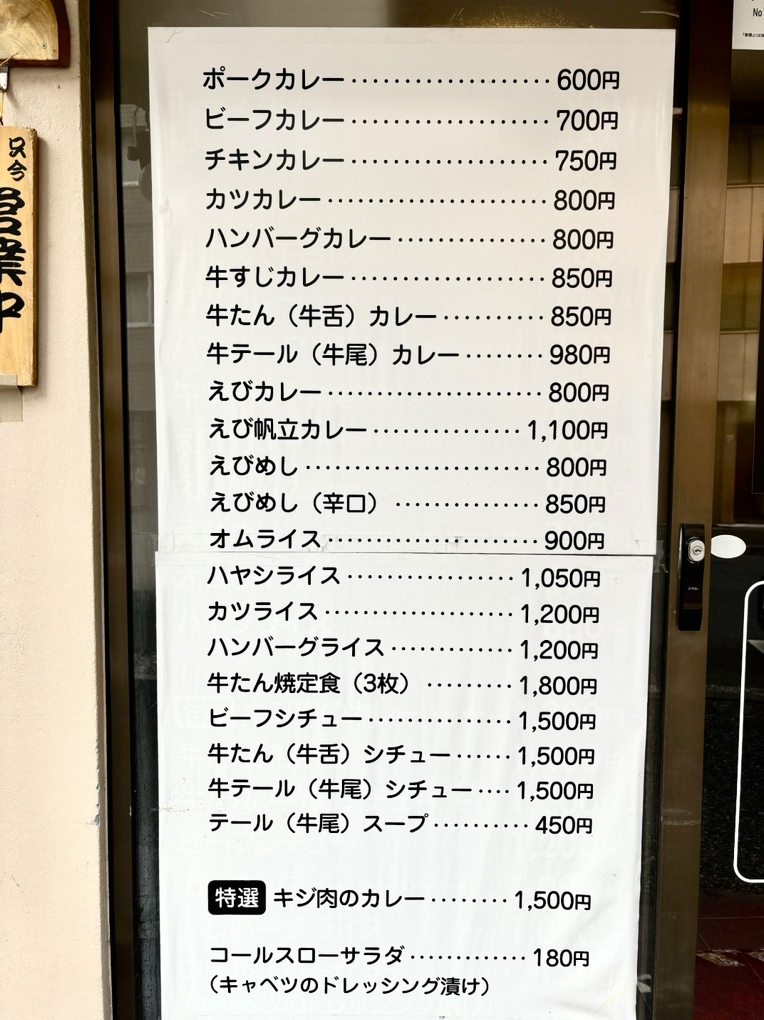 ポークカレー 600円
ビーフカレー 700円
チキンカレー 750円
カツカレー 800円
ハンバーグカレー 800円
牛すじカレー 850円
牛たん（牛舌）カレー 850円
牛テール（牛尾）カレー 980円
えびカレー 800円
えび帆立カレー 1,100円
えびめし 800円
えびめし（辛口） 850円
オムライス 900円
ハヤシライス 1,050円
カツライス 1,200円
ハンバーグライス 1,200円
牛たん焼定食（3枚） 1,800円
ビーフシチュー 1,500円
牛たん（牛舌）シチュー 1,500円
牛テール（牛尾）シチュー 1,500円
テール（牛尾）スープ 450円
特選 キジ肉のカレー 1,500円
コールスローサラダ 180円
（キャベツのドレッシング漬け）
只今
営業中
No